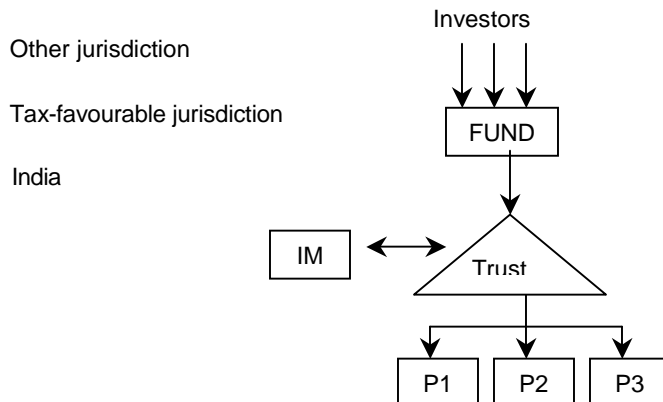 Investors
Other jurisdiction
Tax-favourable jurisdiction
FUND
India
IM
Trust
P1 P2 P3